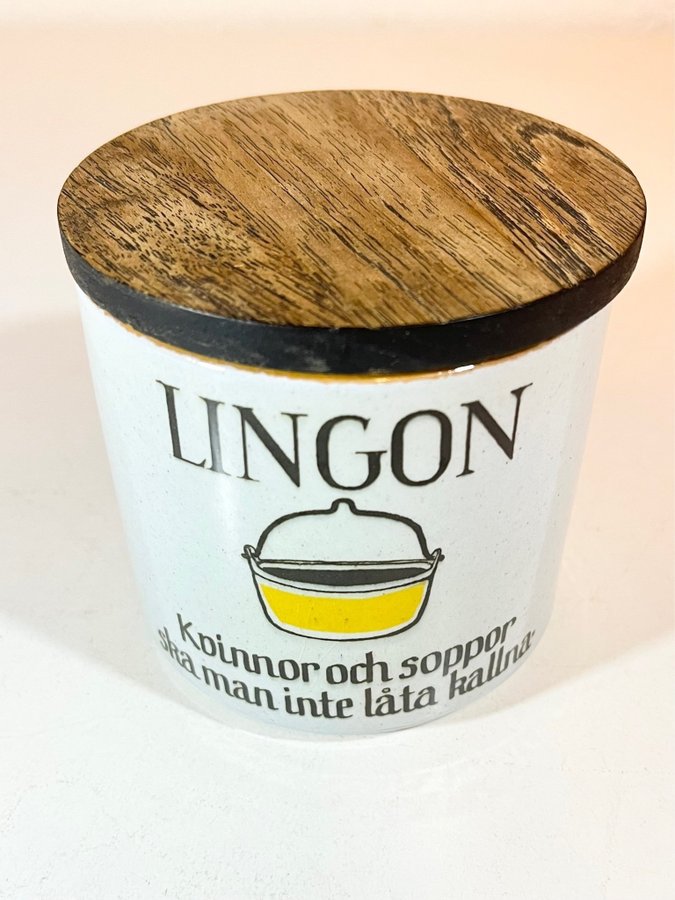 LINGON
Kvinnor och soppor
ska man inte låta kallna.